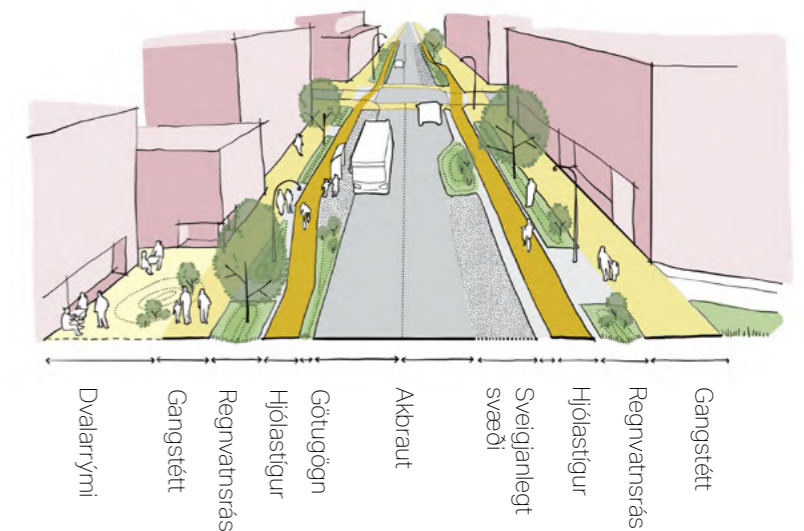 Dvalarrými
Gangstétt
Regnvatnsrás
Hjólastígur
Götugögn
Akbraut
Sveigjanlegt
svæði
Hjólastígur
Regnvatnsrás
Gangstétt